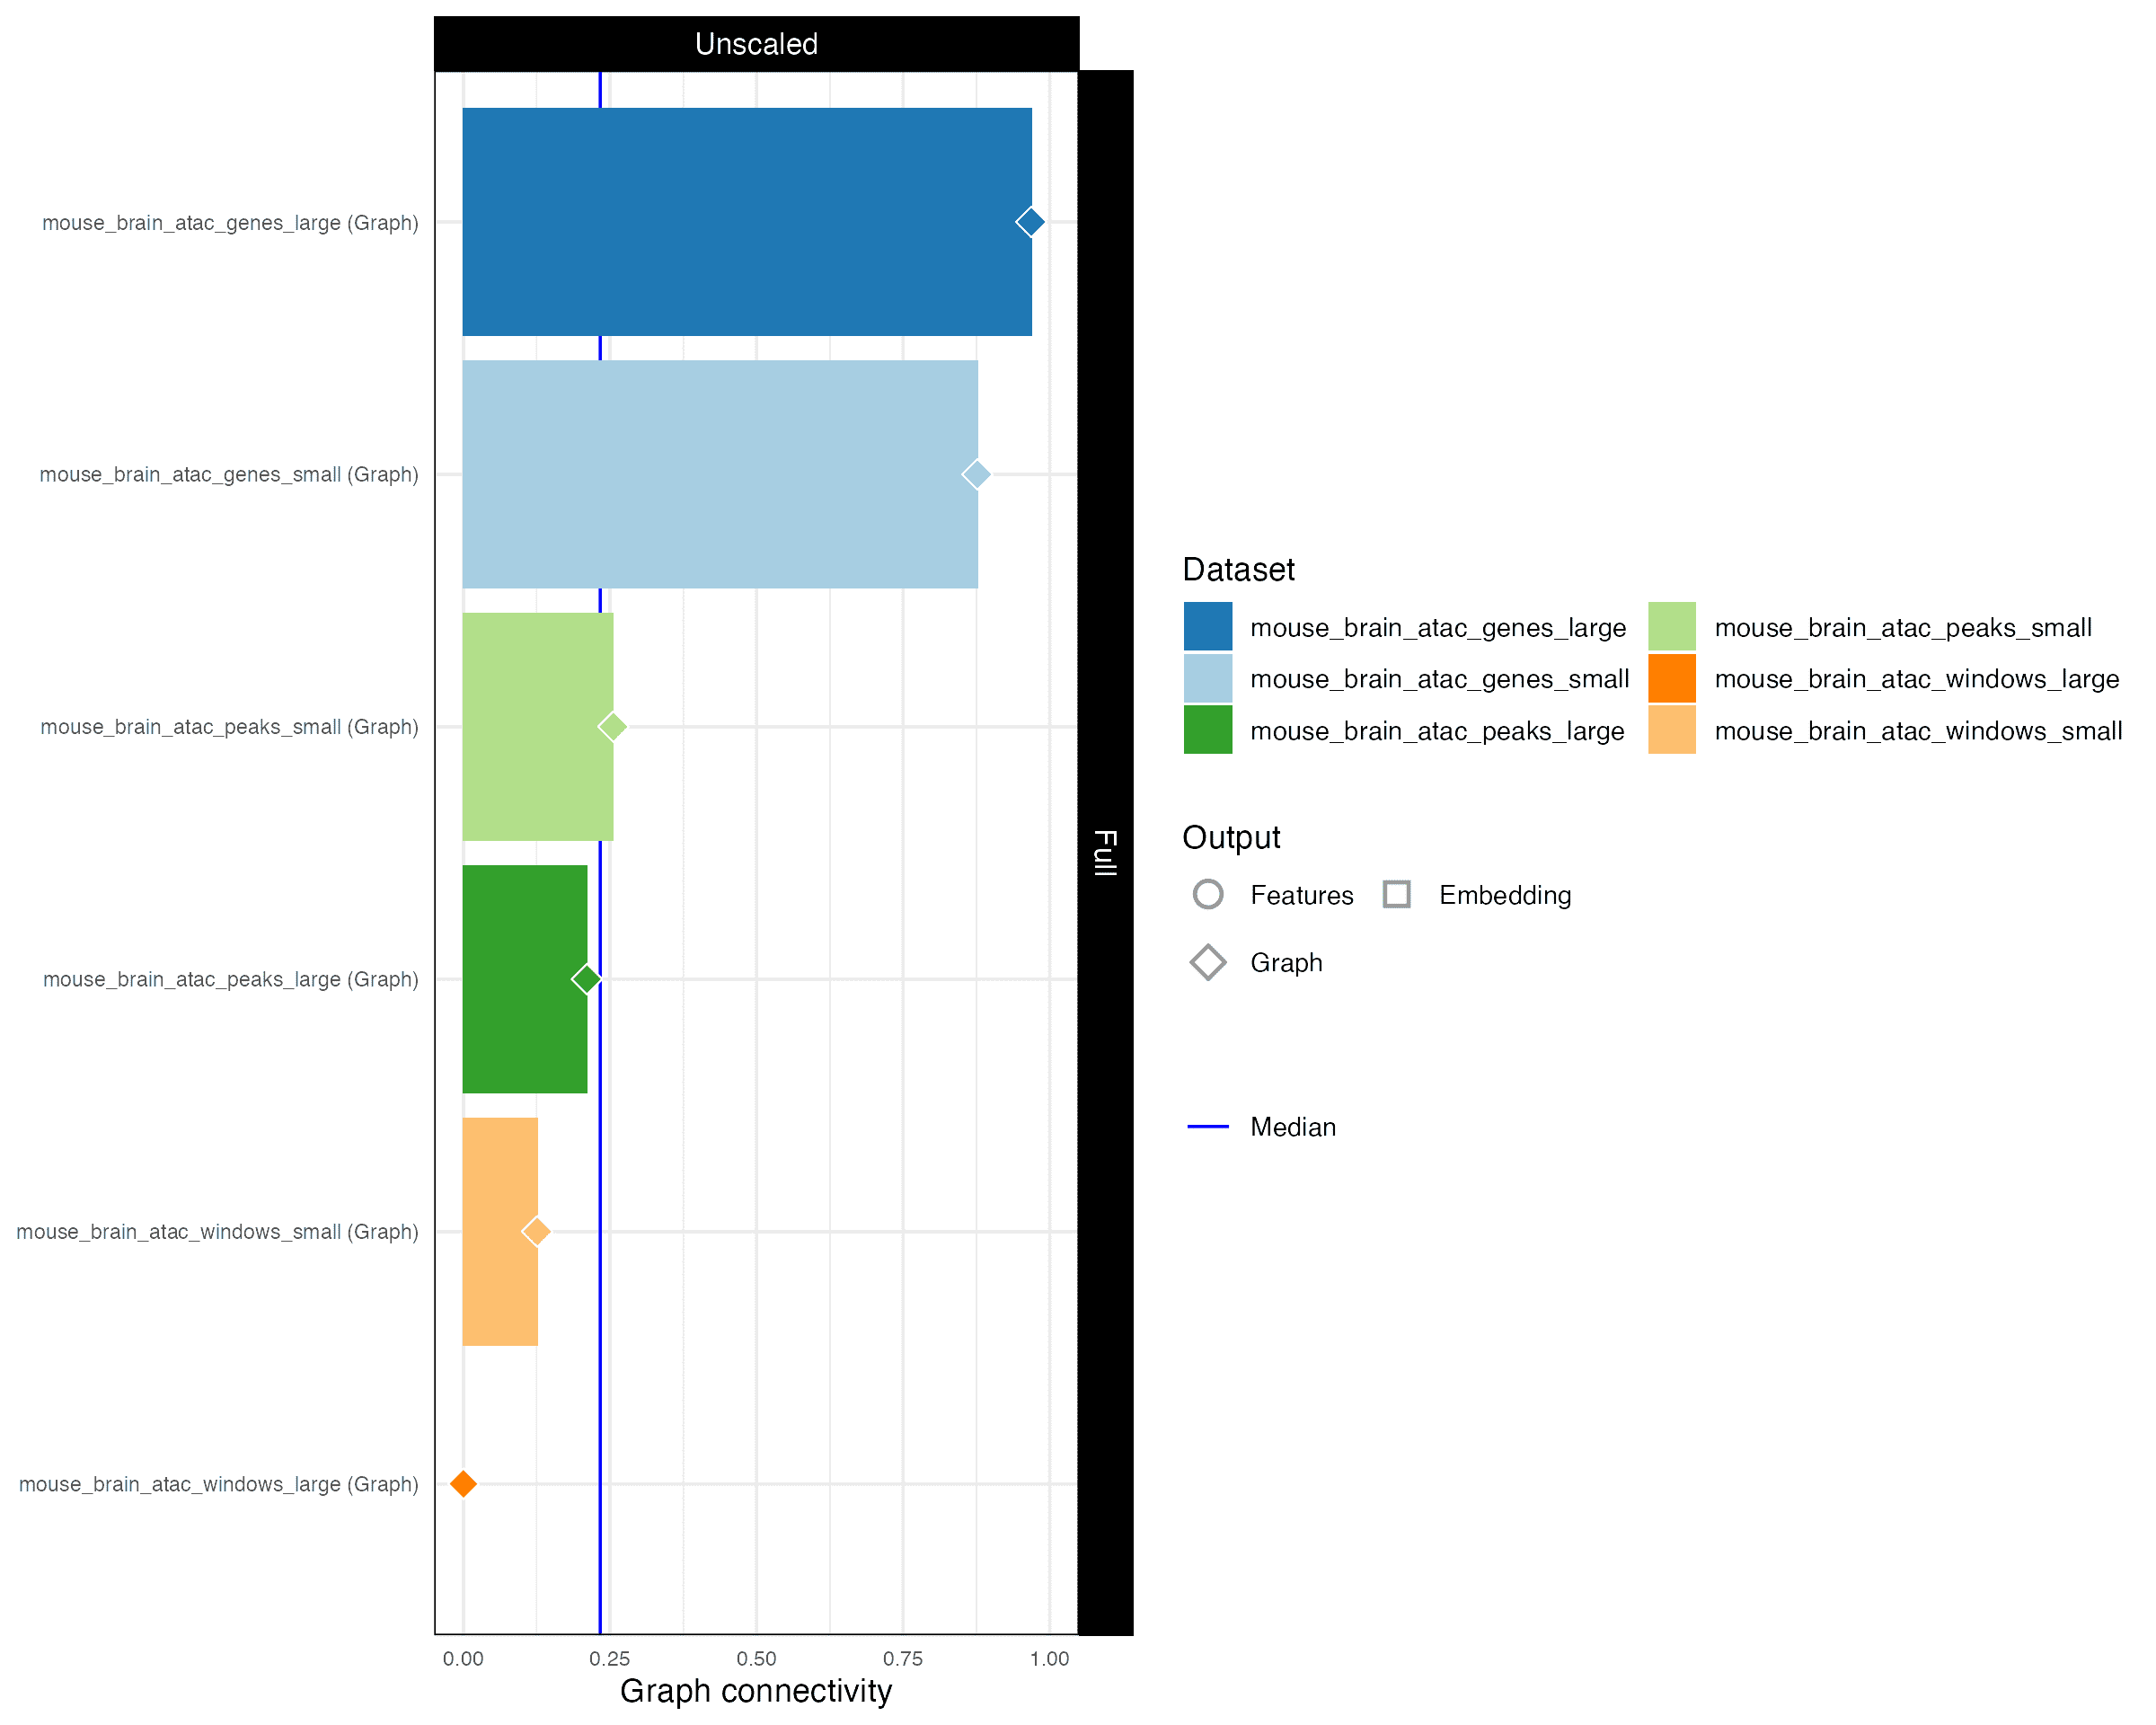 Unscaled
mouse_brain_atac_genes_large (Graph)
mouse_brain_atac_genes_small (Graph)
mouse_brain_atac_peaks_small (Graph)
mouse_brain_atac_peaks_large (Graph)
mouse_brain_atac_windows_small (Graph)
mouse_brain_atac_windows_large (Graph)
0.00 0.25 0.50 0.75 1.00
Graph connectivity
Full
Dataset
mouse_brain_atac_genes_large mouse_brain_atac_peaks_small
mouse_brain_atac_genes_small mouse_brain_atac_windows_large
mouse_brain_atac_peaks_large mouse_brain_atac_windows_small
Output
Features Embedding
Graph
Median